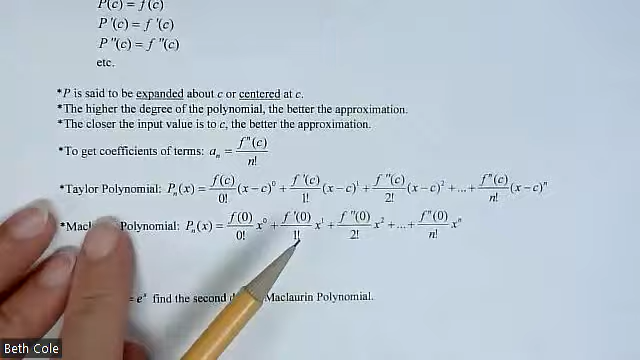 P(c) = f(c)
P'(c) = f'(c)
P"(c) = f"(c)
etc.
*P is said to be expanded about c or centered at c.
*The higher the degree of the polynomial, the better the approximation.
*The closer the input value is to c, the better the approximation.
*To get coefficients of terms: aₙ = fⁿ(c)/n!
*Taylor Polynomial: Pₙ(x) = f(c)/0! (x−c)⁰ + f'(c)/1! (x−c)¹ + f"(c)/2! (x−c)² + ... + fⁿ(c)/n! (x−c)ⁿ
*Macl Polynomial: Pₙ(x) = f(0)/0! x⁰ + f'(0)/1! x¹ + f"(0)/2! x² + ... + fⁿ(0)/n! xⁿ
= eˣ find the second d Maclaurin Polynomial.
Beth Cole